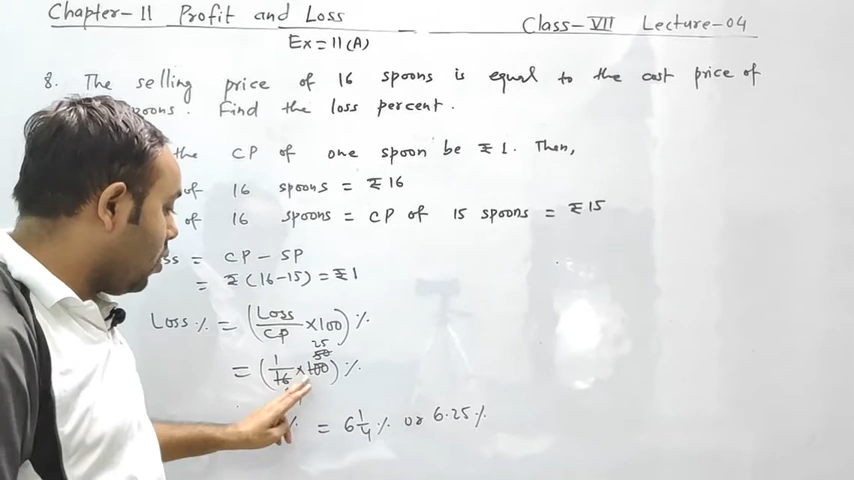 Chapter-11 Profit and Loss Class-VII Lecture-04
Ex=11(A)
8. The selling price of 16 spoons is equal to the cost price of
spoons. Find the loss percent.
the CP of one spoon be ₹1. Then,
of 16 spoons = ₹16
of 16 spoons = CP of 15 spoons = ₹15
ss = CP-SP
= ₹(16-15) = ₹1
Loss % = (Loss/CP ×100)%
= (1/16 ×100)% 50 25
% = 6 1/4 % or 6.25%